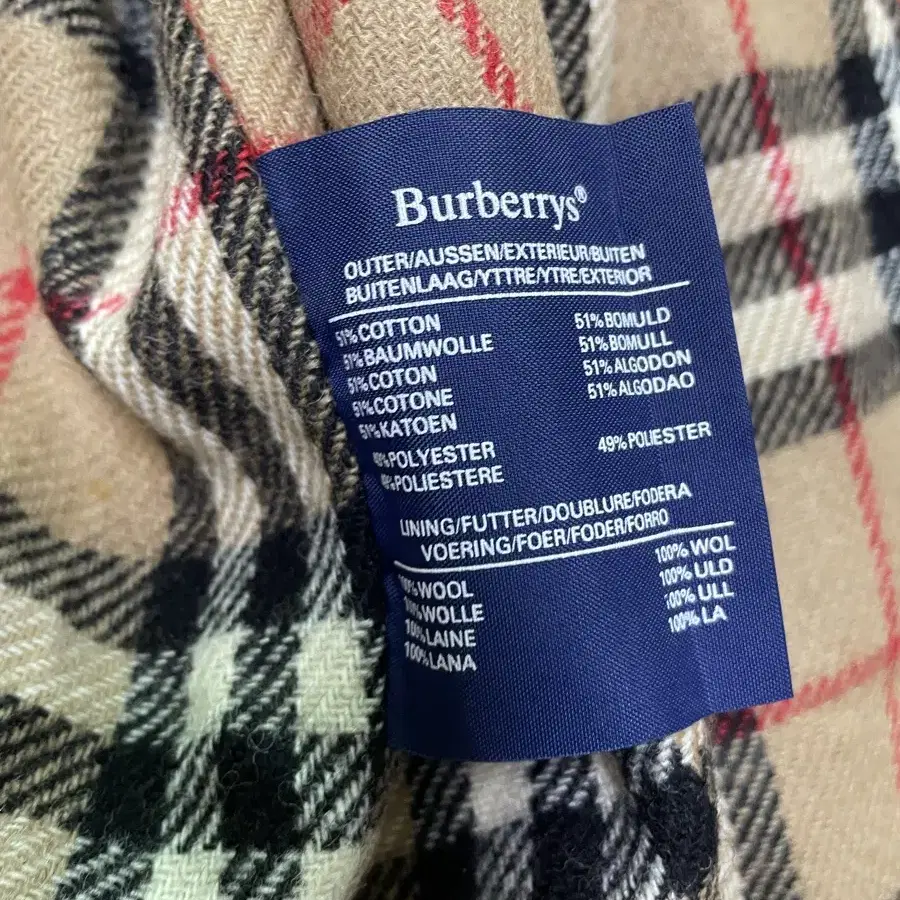 Burberrys®
OUTER/AUSSEN/EXTERIEUR/BUITEN
BUITENLAAG/YTTRE/YTRE/EXTERIOR
51% COTTON
51% BAUMWOLLE
51% COTON
51% COTONE
51% KATOEN
51% BOMULD
51% BOMULL
51% ALGODON
51% ALGODAO
49% POLYESTER
49% POLIESTERE
49% POLIESTER
LINING/FUTTER/DOUBLURE/FODERA
VOERING/FOER/FODER/FORRO
100% WOOL
100% WOLLE
100% LAINE
100% LANA
100% WOL
100% ULD
100% ULL
100% LA